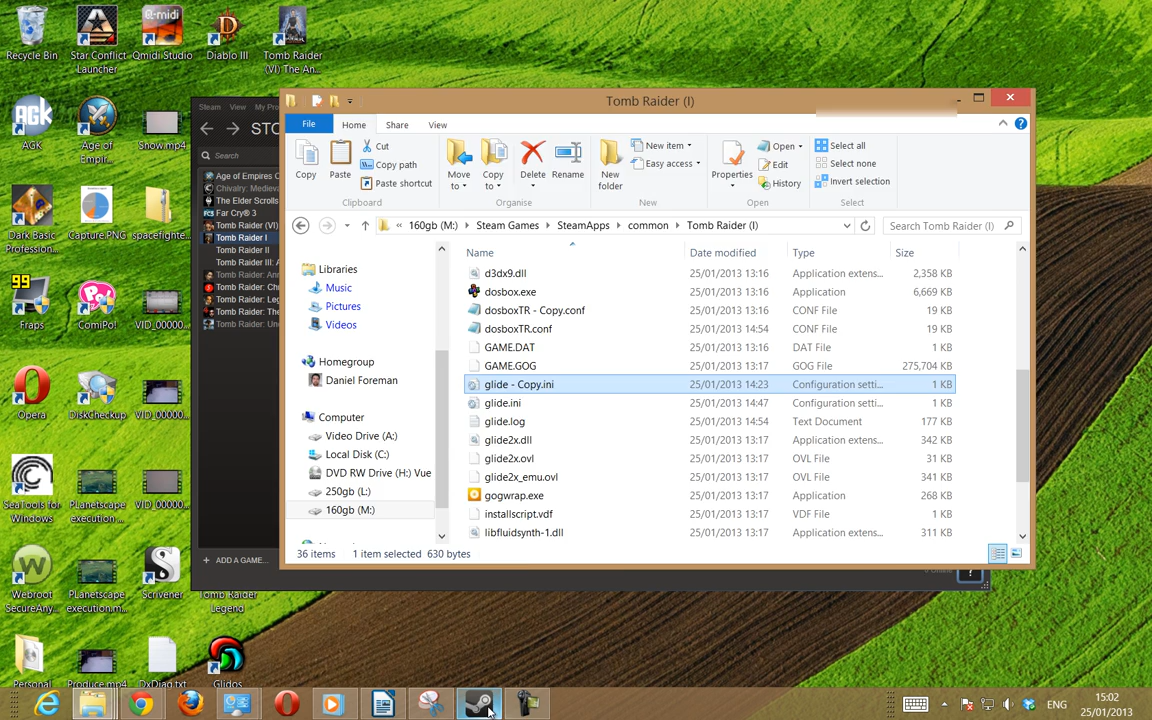 Recycle Bin
Star Conflict
Launcher
Qmidi Studio
Diablo III
Tomb Raider
(VI) The An...
AGK
Age of
Empir...
Show.mp4
Dark Basic
Profession...
Capture.PNG
spacefighte...
99
Fraps
ComiPo!
VID_00000...
Opera
DiskCheckup
VID_00000...
SeaTools for
Windows
Planetscape
execution....
VID_00000...
Webroot
SecureAny...
PLanetscape
execution.m...
Scrivener
Tomb Raider
Legend
Personal
Produce.mp4
DxDiag.txt
Glidos
Steam View My Pro
STO
Search
Age of Empires O
Chivalry: Medieva
The Elder Scrolls
Far Cry® 3
Tomb Raider (VI)
Tomb Raider I
Tomb Raider II
Tomb Raider III: A
Tomb Raider: Ann
Tomb Raider: Chr
Tomb Raider: Leg
Tomb Raider: The
Tomb Raider: Und
+ ADD A GAME...
Tomb Raider (I)
File Home Share View
Copy
Paste
Cut
Copy path
Paste shortcut
Clipboard
Move
to
Copy
to
Delete
Rename
Organise
New
folder
New item
Easy access
New
Properties
Open
Edit
History
Open
Select all
Select none
Invert selection
Select
« 160gb (M:) › Steam Games › SteamApps › common › Tomb Raider (I)
Search Tomb Raider (I)
Libraries
Music
Pictures
Videos
Homegroup
Daniel Foreman
Computer
Video Drive (A:)
Local Disk (C:)
DVD RW Drive (H:) Vue
250gb (L:)
160gb (M:)
Name Date modified Type Size
d3dx9.dll 25/01/2013 13:16 Application extens... 2,358 KB
dosbox.exe 25/01/2013 13:16 Application 6,669 KB
dosboxTR - Copy.conf 25/01/2013 13:16 CONF File 19 KB
dosboxTR.conf 25/01/2013 14:54 CONF File 19 KB
GAME.DAT 25/01/2013 13:16 DAT File 1 KB
GAME.GOG 25/01/2013 13:17 GOG File 275,704 KB
glide - Copy.ini 25/01/2013 14:23 Configuration setti... 1 KB
glide.ini 25/01/2013 14:47 Configuration setti... 1 KB
glide.log 25/01/2013 14:54 Text Document 177 KB
glide2x.dll 25/01/2013 13:17 Application extens... 342 KB
glide2x.ovl 25/01/2013 13:17 OVL File 31 KB
glide2x_emu.ovl 25/01/2013 13:17 OVL File 341 KB
gogwrap.exe 25/01/2013 13:17 Application 268 KB
installscript.vdf 25/01/2013 13:17 VDF File 1 KB
libfluidsynth-1.dll 25/01/2013 13:17 Application extens... 311 KB
36 items 1 item selected 630 bytes
ENG
15:02
25/01/2013